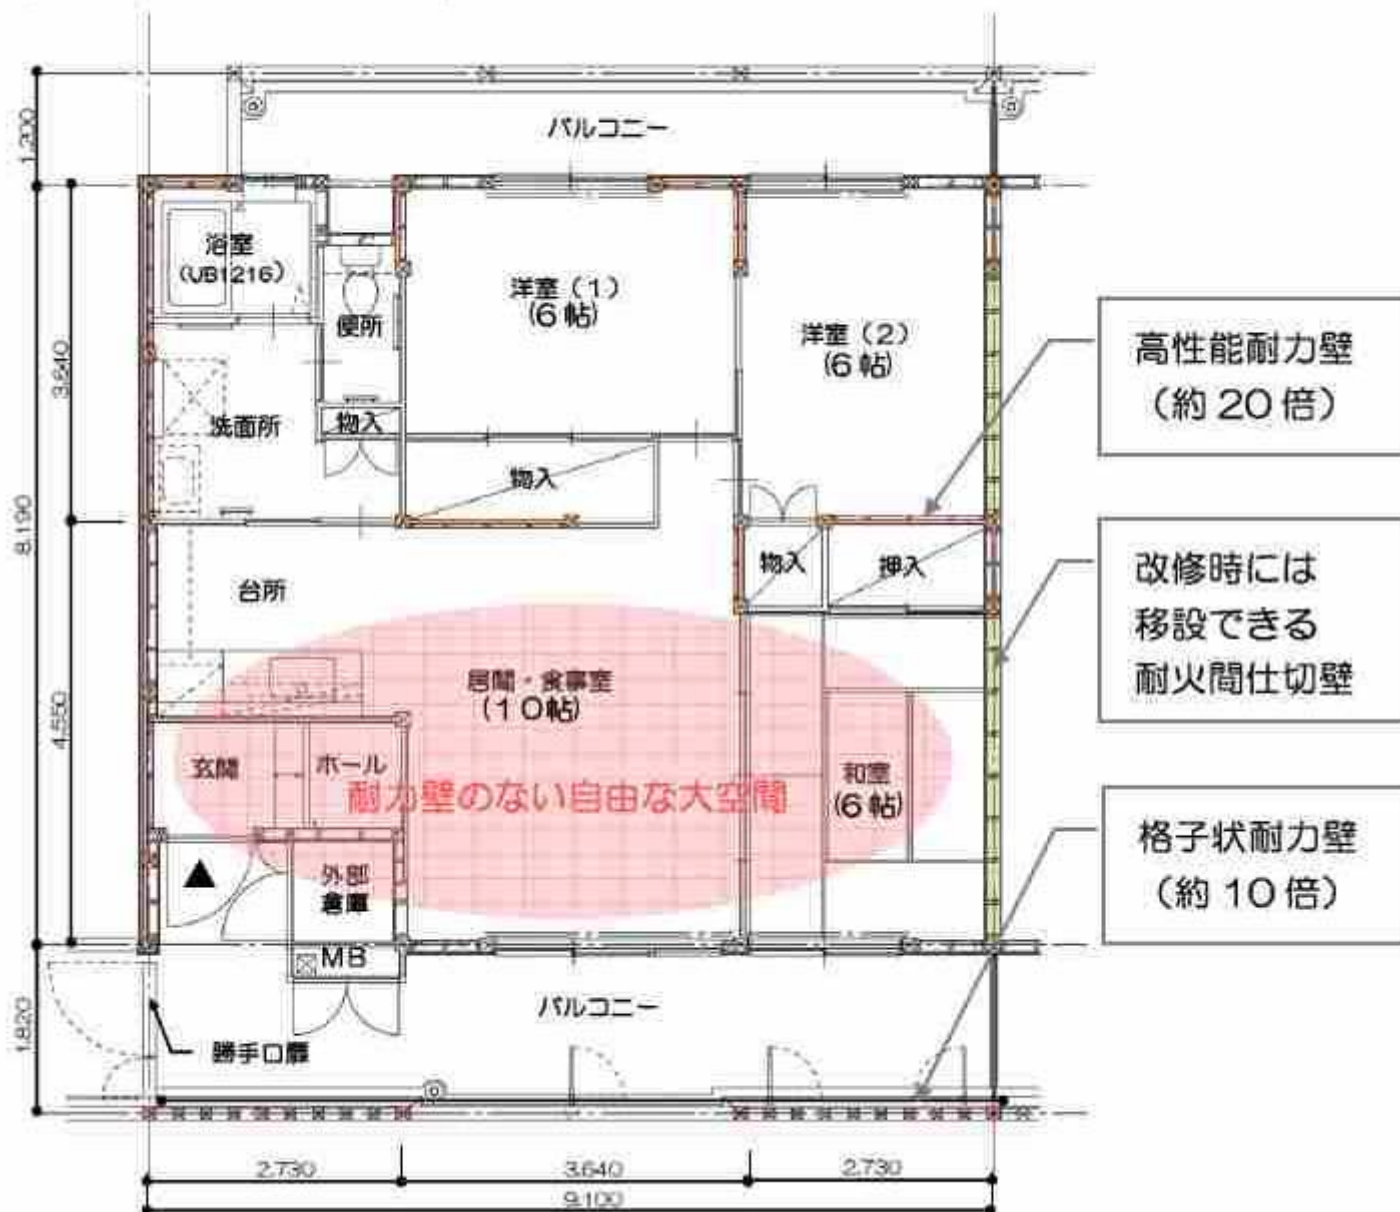 バルコニー
1.200
浴室
(UB1216)
便所
洋室（1）
(6帖)
洋室（2）
(6帖)
高性能耐力壁
（約20倍）
3.640
洗面所
物入
物入
8.190
台所
物入
押入
改修時には
移設できる
耐火間仕切壁
4.550
居間・食事室
(10帖)
玄関
ホール
耐力壁のない自由な大空間
和室
(6帖)
格子状耐力壁
（約10倍）
外部
倉庫
MB
バルコニー
1.820
勝手口扉
2.730
3.640
2.730
9.100